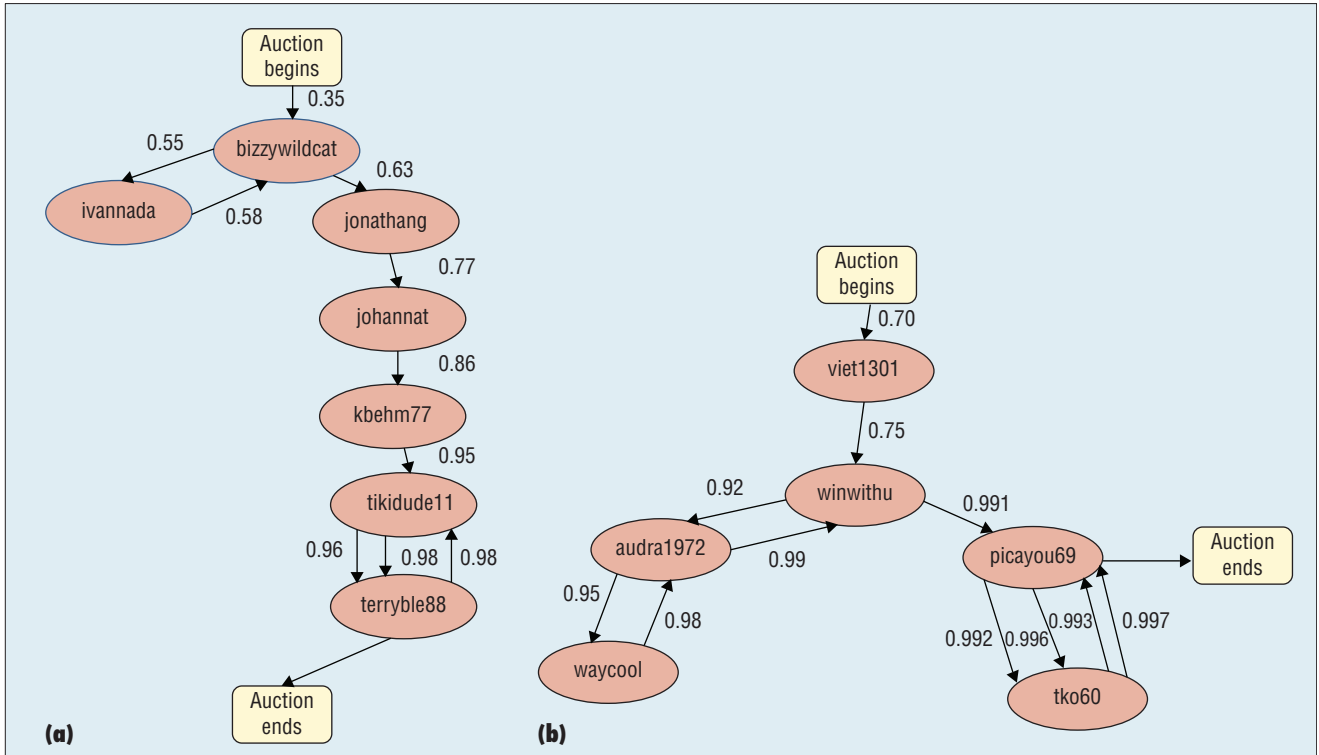 Auction
begins
0.35
bizzywildcat
0.55
ivannada
0.58
0.63
jonathang
0.77
johannat
0.86
kbehm77
0.95
tikidude11
0.96
0.98
0.98
terryble88
Auction
ends
(a)
Auction
begins
0.70
viet1301
0.75
winwithu
0.92
audra1972
0.99
0.95
0.98
waycool
0.991
picayou69
Auction
ends
0.992
0.996
0.993
0.997
tko60
(b)